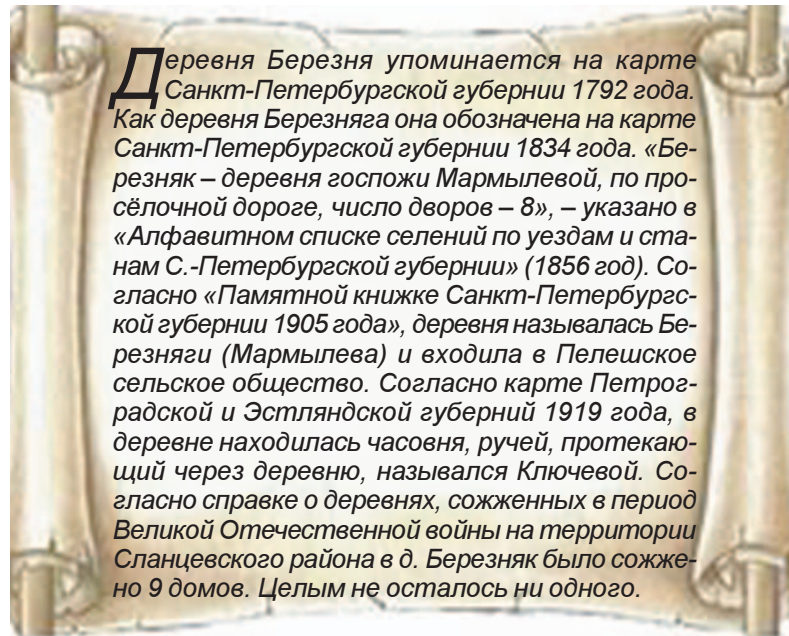 Деревня Березня упоминается на карте
Санкт-Петербургской губернии 1792 года.
Как деревня Березняга она обозначена на карте
Санкт-Петербургской губернии 1834 года. «Бе-
резняк – деревня госпожи Мармылевой, по про-
сёлочной дороге, число дворов – 8», – указано в
«Алфавитном списке селений по уездам и ста-
нам С.-Петербургской губернии» (1856 год). Со-
гласно «Памятной книжке Санкт-Петербургс-
кой губернии 1905 года», деревня называлась Бе-
резняги (Мармылева) и входила в Пелешское
сельское общество. Согласно карте Петрог-
радской и Эстляндской губерний 1919 года, в
деревне находилась часовня, ручей, протекаю-
щий через деревню, назывался Ключевой. Со-
гласно справке о деревнях, сожженных в период
Великой Отечественной войны на территории
Сланцевского района в д. Березняк было сожже-
но 9 домов. Целым не осталось ни одного.